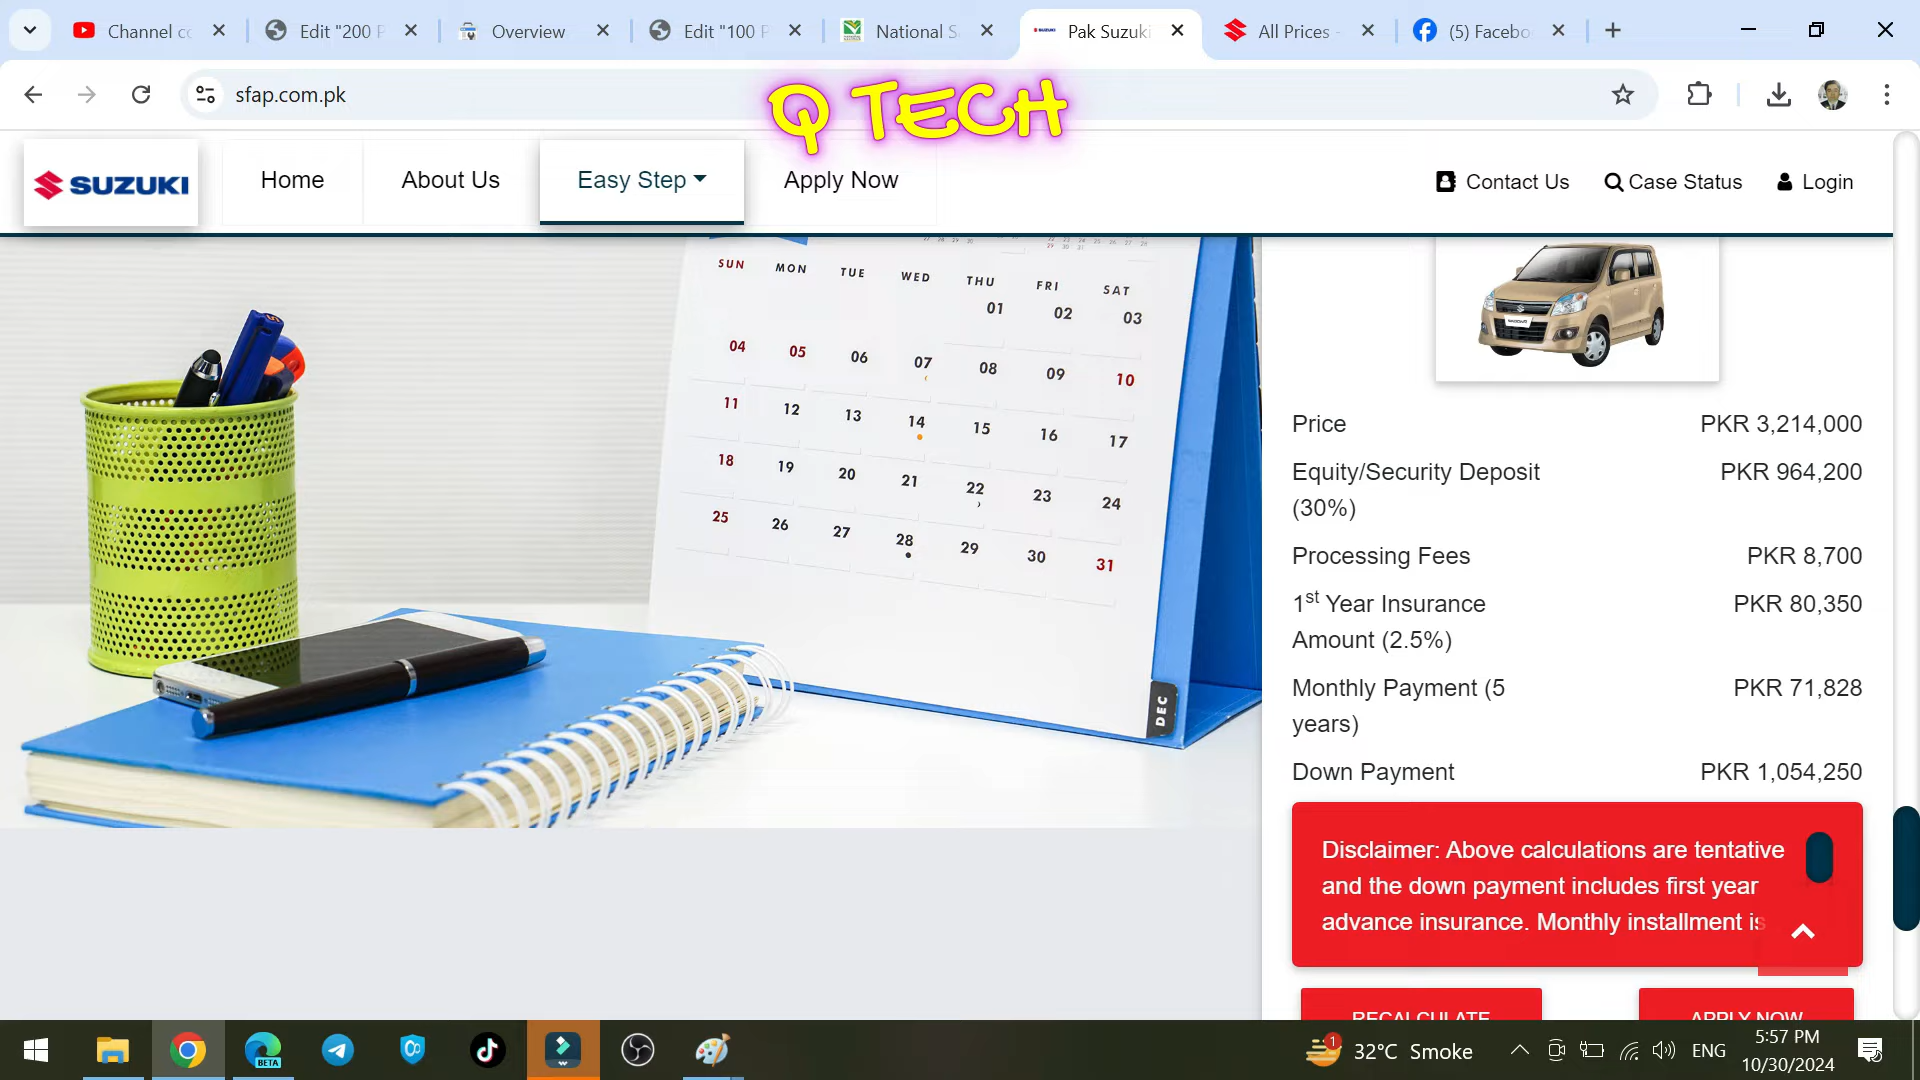 Channel co
Edit "200 P
Overview
Edit "100 P
National S
Pak Suzuki
All Prices -
(5) Facebo
sfap.com.pk
Q TECH
SUZUKI
Home
About Us
Easy Step
Apply Now
Contact Us
Case Status
Login
SUN MON TUE WED THU FRI SAT
01 02 03
04 05 06 07 08 09 10
11 12 13 14 15 16 17
18 19 20 21 22 23 24
25 26 27 28 29 30 31
DEC
Price PKR 3,214,000
Equity/Security Deposit PKR 964,200
(30%)
Processing Fees PKR 8,700
1st Year Insurance PKR 80,350
Amount (2.5%)
Monthly Payment (5 PKR 71,828
years)
Down Payment PKR 1,054,250
Disclaimer: Above calculations are tentative
and the down payment includes first year
advance insurance. Monthly installment is
RECALCULATE
APPLY NOW
BETA
1
32°C Smoke
ENG
5:57 PM
10/30/2024